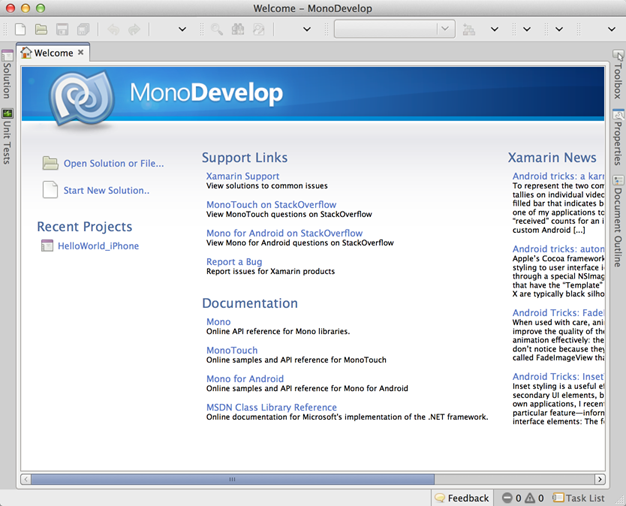 Welcome – MonoDevelop
Welcome
Solution
Unit Tests
MonoDevelop
Open Solution or File...
Start New Solution..
Recent Projects
HelloWorld_iPhone
Support Links
Xamarin Support
View solutions to common issues
MonoTouch on StackOverflow
View MonoTouch questions on StackOverflow
Mono for Android on StackOverflow
View Mono for Android questions on StackOverflow
Report a Bug
Report issues for Xamarin products
Documentation
Mono
Online API reference for Mono libraries.
MonoTouch
Online samples and API reference for MonoTouch
Mono for Android
Online samples and API reference for Mono for Android
MSDN Class Library Reference
Online documentation for Microsoft's implementation of the .NET framework.
Xamarin News
Android tricks: a kar
To represent the two com
tallies on individual video
filled bar that indicates b
one of my applications to
"received" counts for an i
custom Android [...]
Android tricks: autom
Apple's Cocoa framework
styling to user interface i
through a special NSImag
that have the "Template"
X are typically black silho
Android Tricks: FadeI
When used with care, ani
improve the quality of the
animation effectively: the
don't notice because they
called FadeImageView tha
Android Tricks: Inset
Inset styling is a useful ef
secondary UI elements, b
own applications, I recen
particular feature—inform
interface elements: The f
Toolbox
Properties
Document Outline
Feedback
0
0
Task List